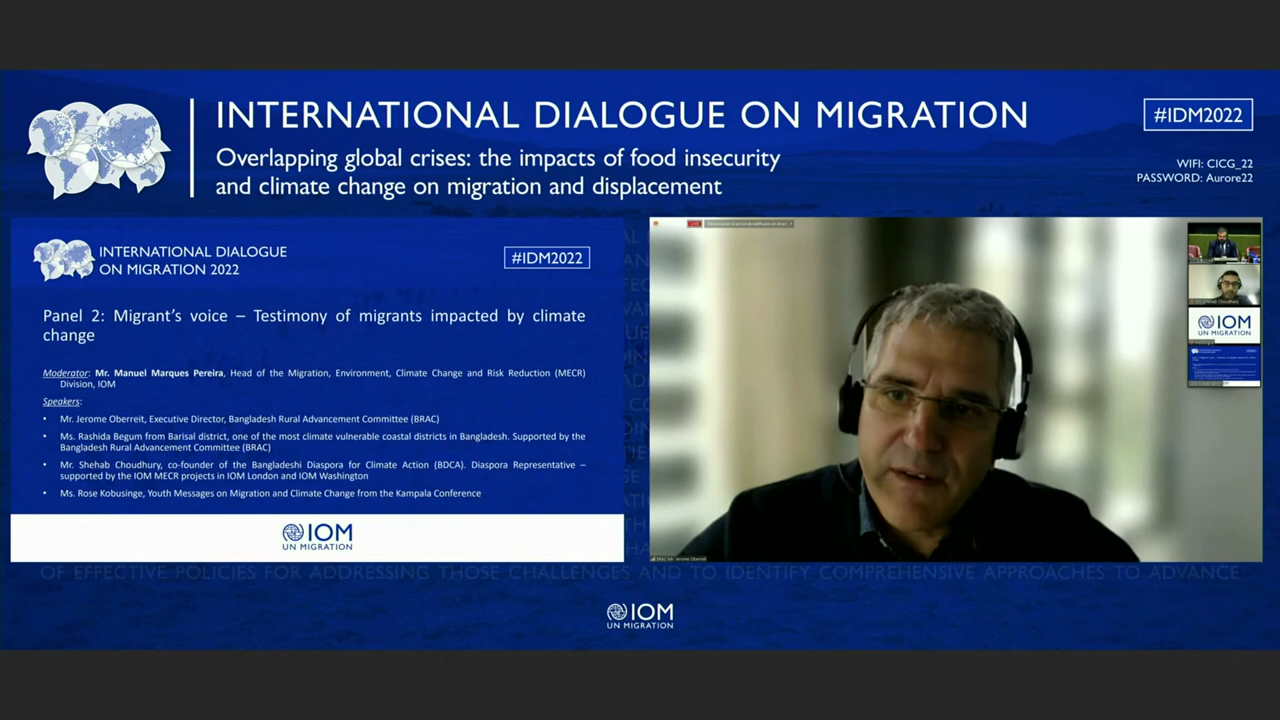 INTERNATIONAL DIALOGUE ON MIGRATION
Overlapping global crises: the impacts of food insecurity
and climate change on migration and displacement
#IDM2022
WIFI: CICG_22
PASSWORD: Aurore22
INTERNATIONAL DIALOGUE
ON MIGRATION 2022
#IDM2022
Panel 2: Migrant's voice – Testimony of migrants impacted by climate
change
Moderator: Mr. Manuel Marques Pereira, Head of the Migration, Environment, Climate Change and Risk Reduction (MECR)
Division, IOM
Speakers:
• Mr. Jerome Oberreit, Executive Director, Bangladesh Rural Advancement Committee (BRAC)
• Ms. Rashida Begum from Barisal district, one of the most climate vulnerable coastal districts in Bangladesh. Supported by the
Bangladesh Rural Advancement Committee (BRAC)
• Mr. Shehab Choudhury, co-founder of the Bangladeshi Diaspora for Climate Action (BDCA). Diaspora Representative –
supported by the IOM MECR projects in IOM London and IOM Washington
• Ms. Rose Kobusinge, Youth Messages on Migration and Climate Change from the Kampala Conference
IOM
UN MIGRATION
LIVE
IOM
UN MIGRATION
OF EFFECTIVE POLICIES FOR ADDRESSING THOSE CHALLENGES AND TO IDENTIFY COMPREHENSIVE APPROACHES TO ADVANCE
IOM
UN MIGRATION